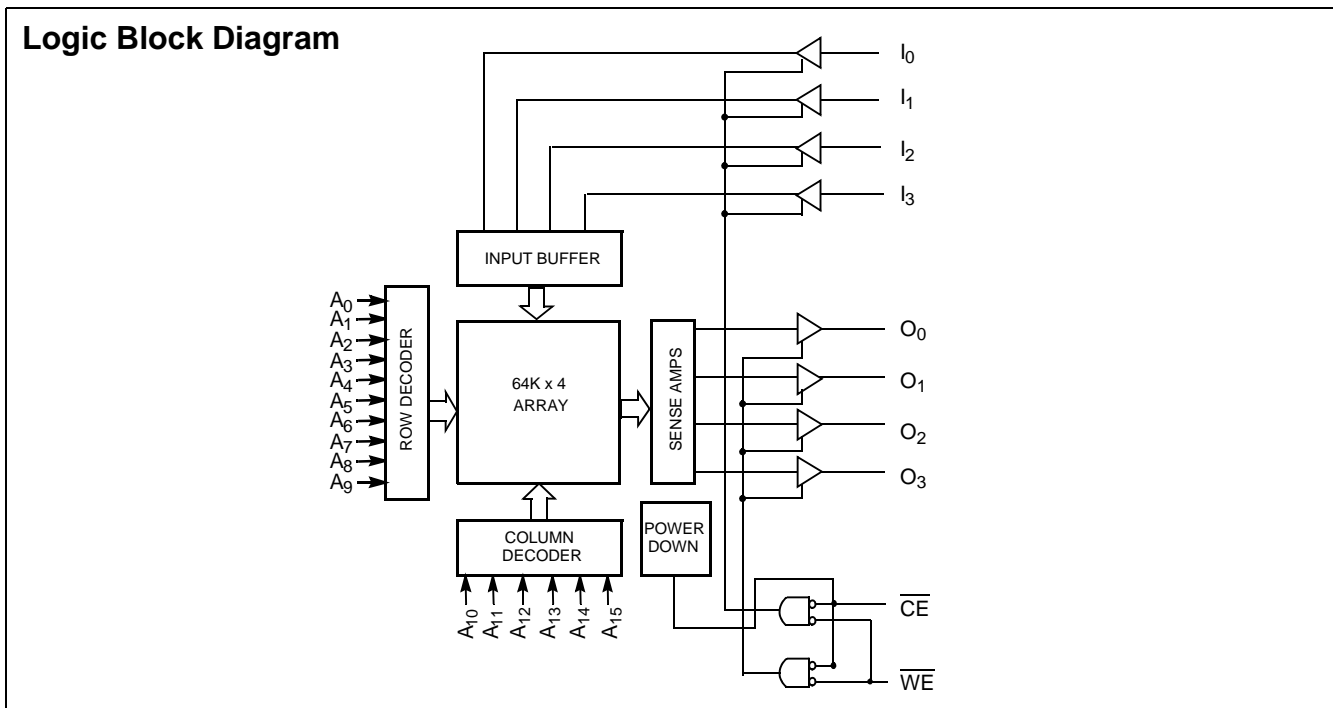 Logic Block Diagram
I0
I1
I2
I3
INPUT BUFFER
A0
A1
A2
A3
A4
A5
A6
A7
A8
A9
ROW DECODER
64K x 4
ARRAY
SENSE AMPS
O0
O1
O2
O3
COLUMN
DECODER
POWER
DOWN
A10
A11
A12
A13
A14
A15
C̅E̅
W̅E̅